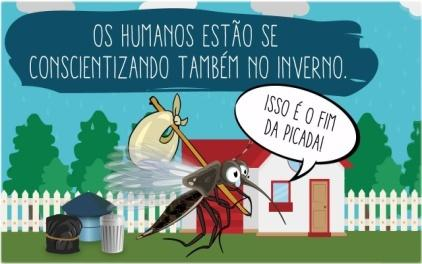 OS HUMANOS ESTÃO SE
CONSCIENTIZANDO TAMBÉM NO INVERNO.
ISSO É O FIM
DA PICADA!